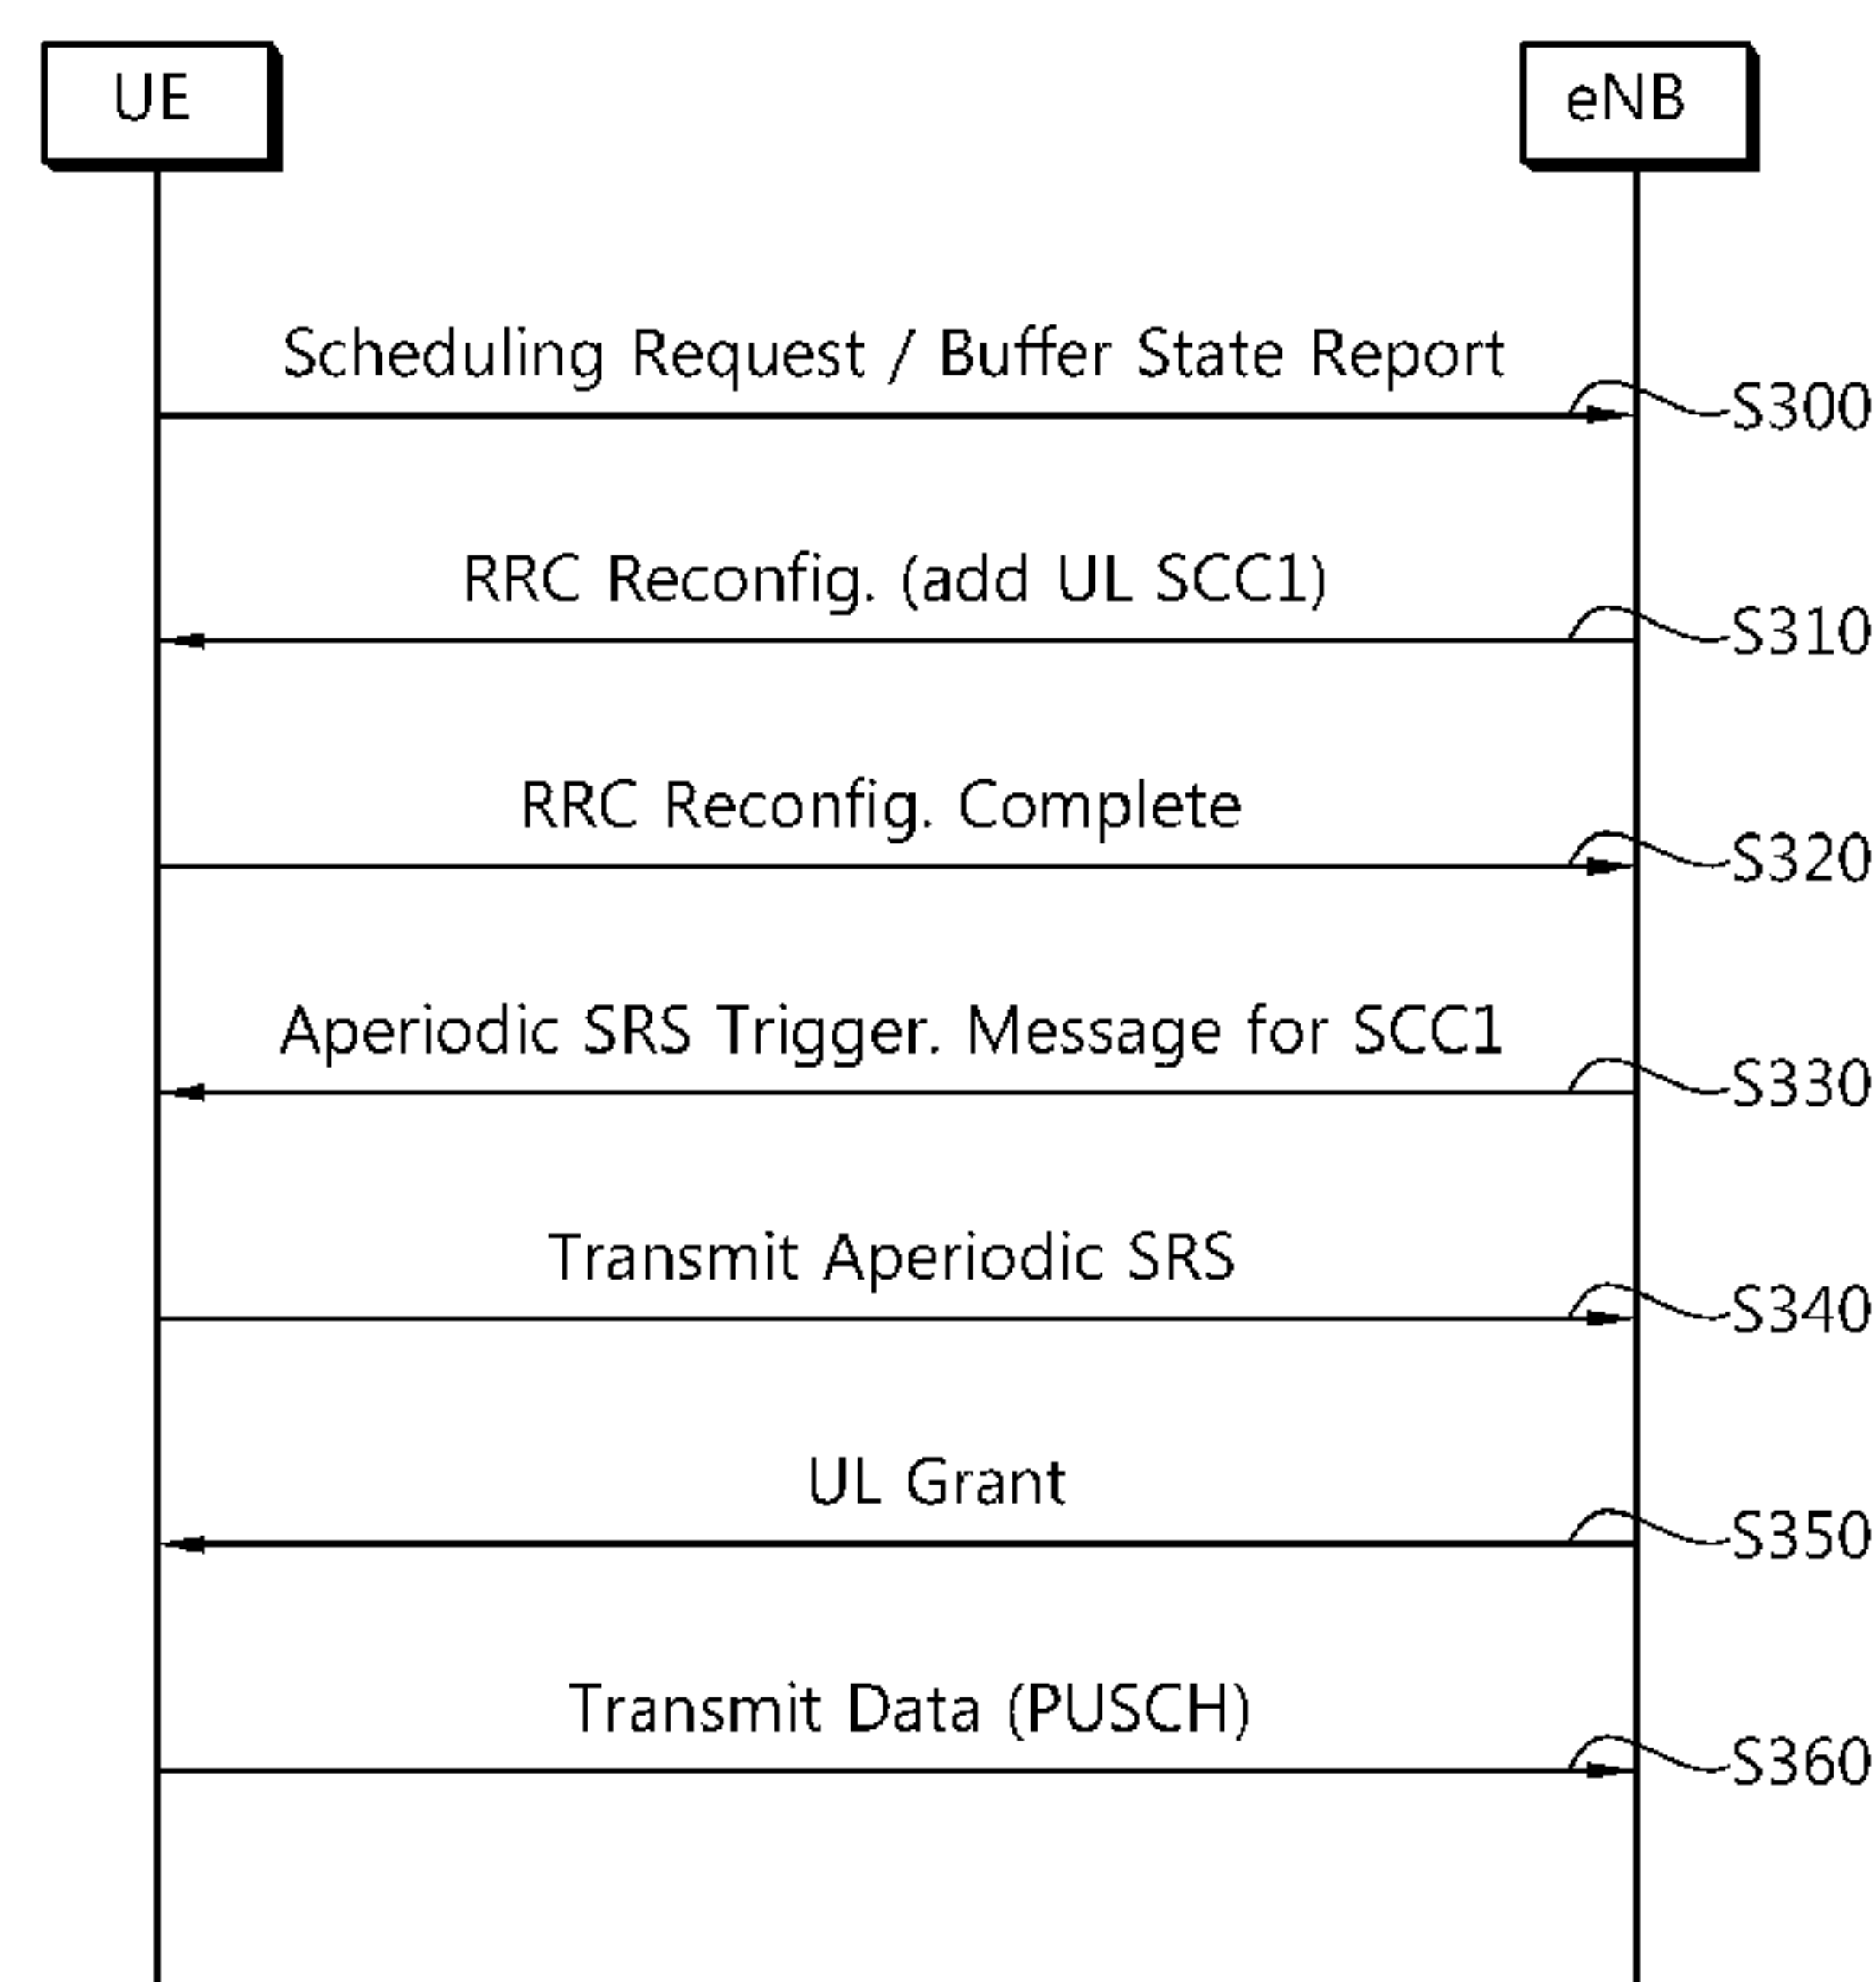 UE
eNB
Scheduling Request / Buffer State Report
S300
RRC Reconfig. (add UL SCC1)
S310
RRC Reconfig. Complete
S320
Aperiodic SRS Trigger. Message for SCC1
S330
Transmit Aperiodic SRS
S340
UL Grant
S350
Transmit Data (PUSCH)
S360